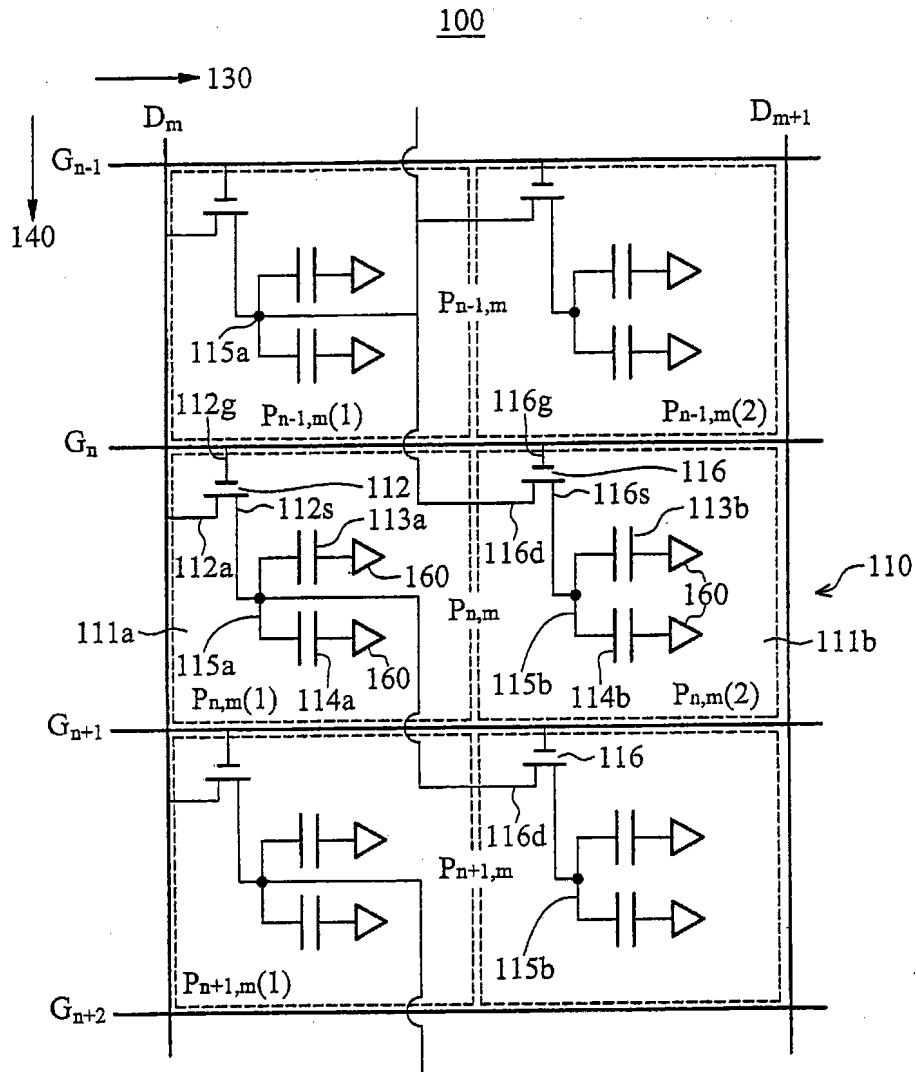 100
130
Dm
Dm+1
Gn-1
140
Pn-1,m
115a
112g
Pn-1,m(1)
116g
Pn-1,m(2)
Gn
112
116
112s
116s
113a
113b
112a
160
116d
160
110
Pn,m
111a
111b
115a
160
115b
Pn,m(1)
114a
114b
Pn,m(2)
Gn+1
116
116d
Pn+1,m
115b
Pn+1,m(1)
Gn+2